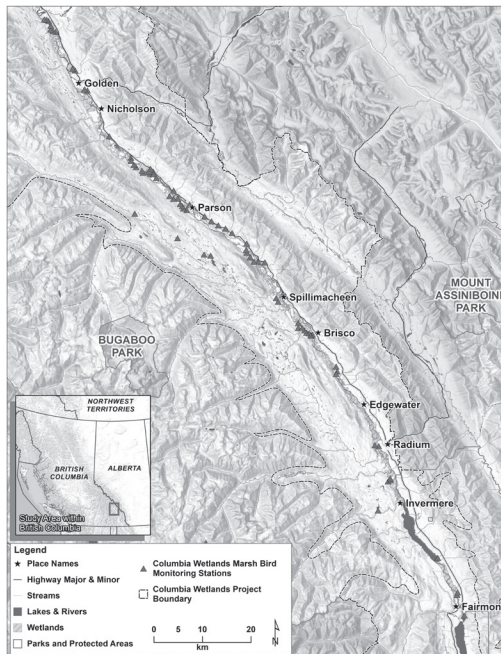 Golden
Nicholson
Parson
Spillimacheen
MOUNT
ASSINIBOINE
PARK
BUGABOO
PARK
Brisco
Edgewater
Radium
Invermere
Fairmon
NORTHWEST
TERRITORIES
BRITISH
COLUMBIA
ALBERTA
Study Area within
British Columbia
Legend
Place Names
Highway Major & Minor
Streams
Lakes & Rivers
Wetlands
Parks and Protected Areas
Columbia Wetlands Marsh Bird
Monitoring Stations
Columbia Wetlands Project
Boundary
0 5 10 20
km
N